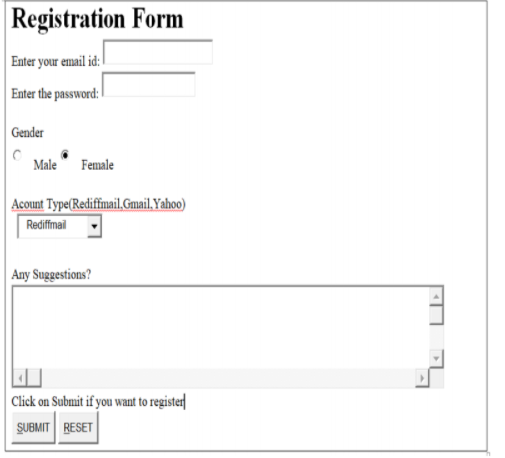 Registration Form
Enter your email id:
Enter the password:
Gender
Male Female
Acount Type(Rediffmail,Gmail,Yahoo)
Rediffmail
Any Suggestions?
Click on Submit if you want to register
SUBMIT RESET